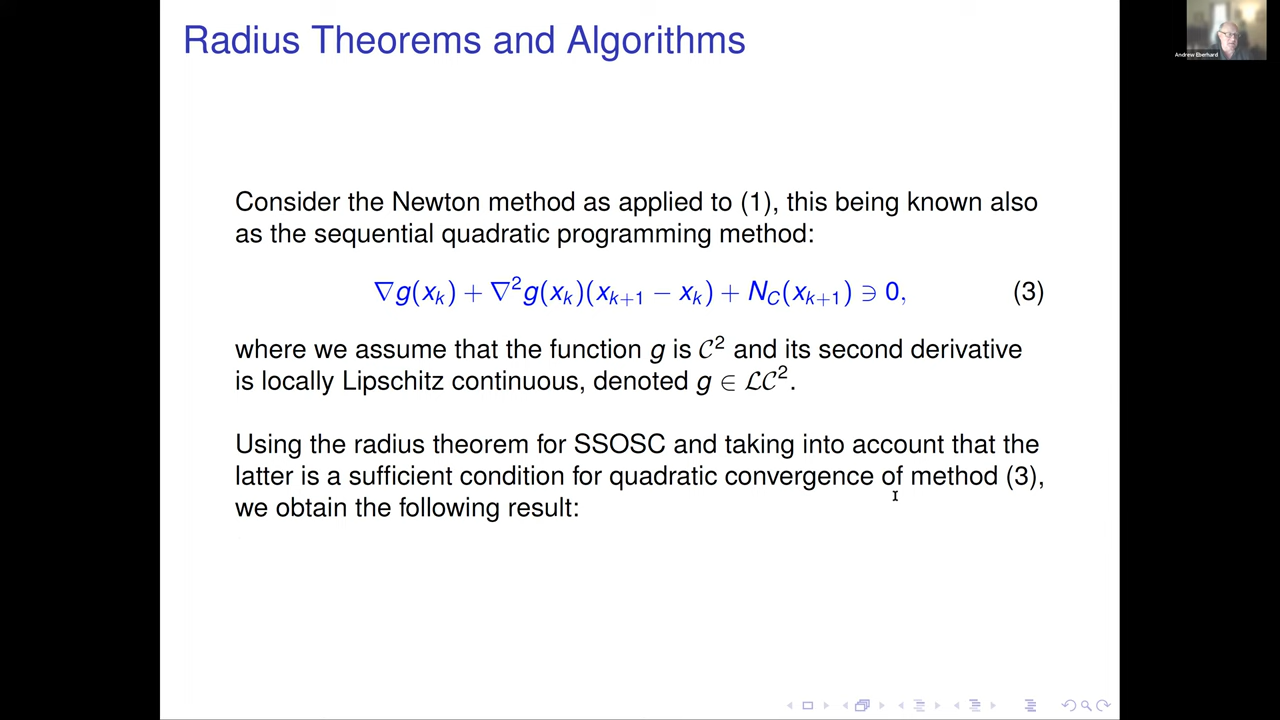 Radius Theorems and Algorithms
Andrew Eberhard
Consider the Newton method as applied to (1), this being known also
as the sequential quadratic programming method:
∇g(xₖ) + ∇²g(xₖ)(xₖ₊₁ − xₖ) + N_C(xₖ₊₁) ∋ 0, (3)
where we assume that the function g is 𝒞² and its second derivative
is locally Lipschitz continuous, denoted g ∈ ℒ𝒞².
Using the radius theorem for SSOSC and taking into account that the
latter is a sufficient condition for quadratic convergence of method (3),
we obtain the following result: